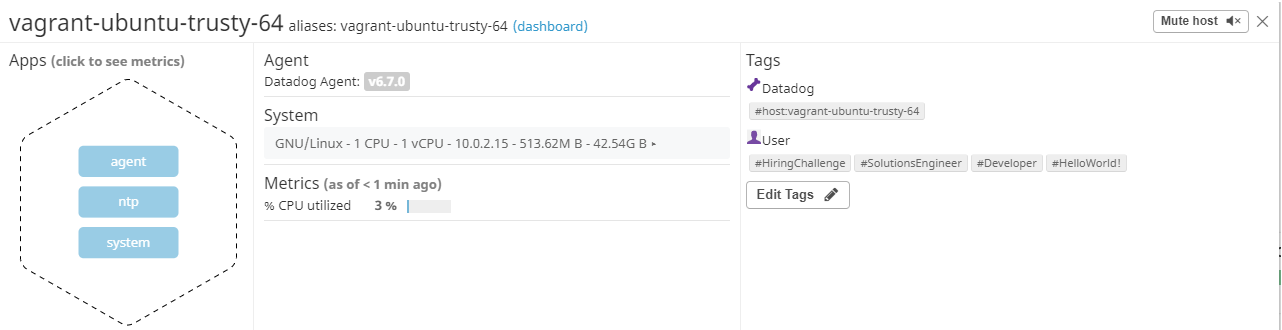 vagrant-ubuntu-trusty-64 aliases: vagrant-ubuntu-trusty-64 (dashboard)
Mute host
Apps (click to see metrics)
agent
ntp
system
Agent
Datadog Agent: v6.7.0
System
GNU/Linux - 1 CPU - 1 vCPU - 10.0.2.15 - 513.62M B - 42.54G B ▸
Metrics (as of < 1 min ago)
% CPU utilized 3 %
Tags
Datadog
#host:vagrant-ubuntu-trusty-64
User
#HiringChallenge #SolutionsEngineer #Developer #HelloWorld!
Edit Tags